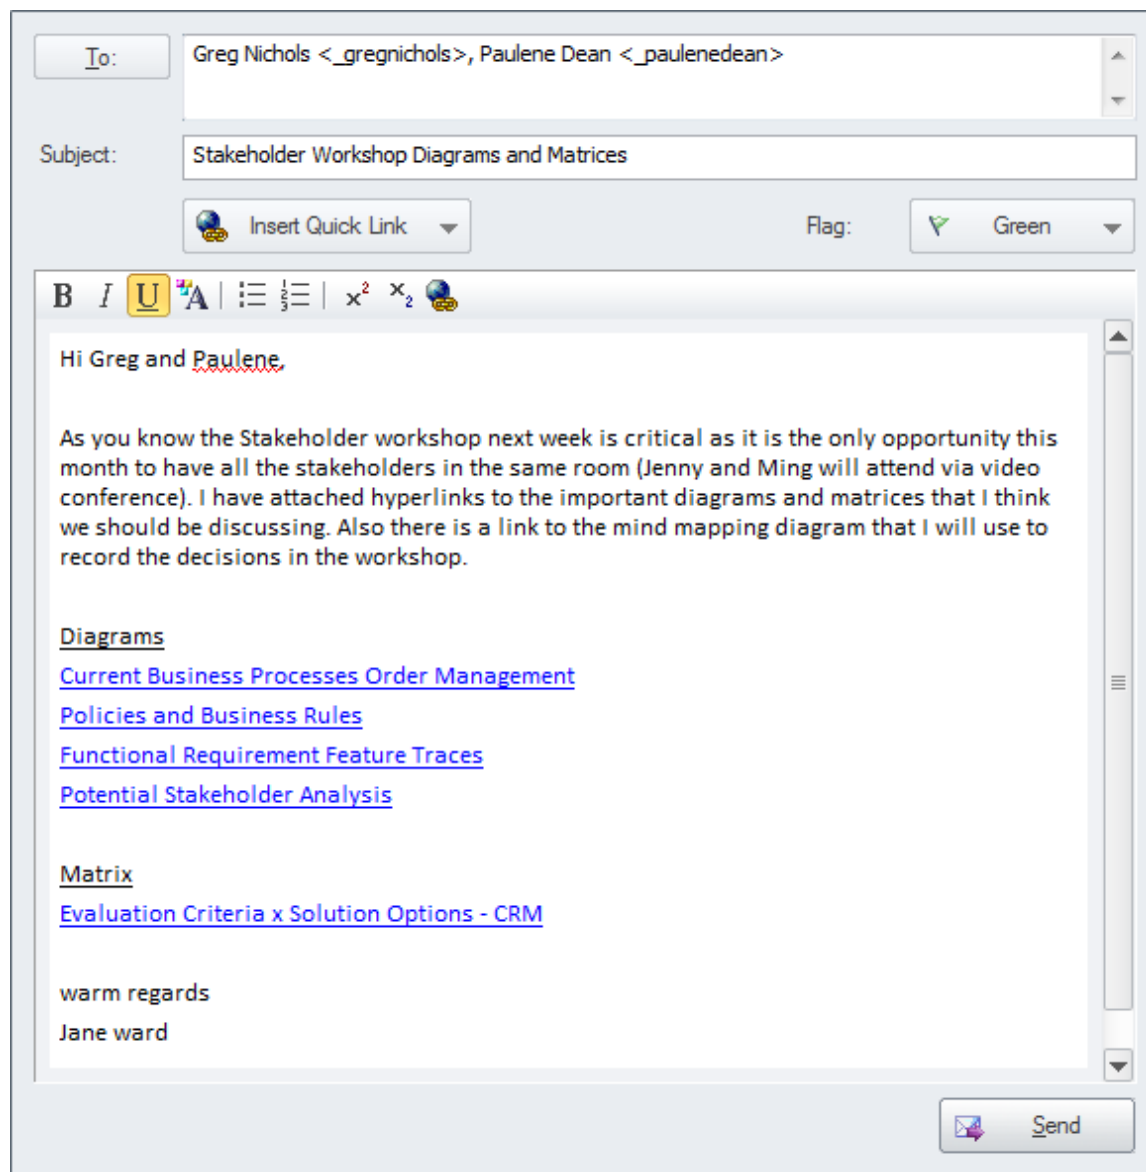 To:
Greg Nichols <_gregnichols>, Paulene Dean <_paulenedean>
Subject:
Stakeholder Workshop Diagrams and Matrices
Insert Quick Link
Flag:
Green
B I U A x² x₂
Hi Greg and Paulene,
As you know the Stakeholder workshop next week is critical as it is the only opportunity this
month to have all the stakeholders in the same room (Jenny and Ming will attend via video
conference). I have attached hyperlinks to the important diagrams and matrices that I think
we should be discussing. Also there is a link to the mind mapping diagram that I will use to
record the decisions in the workshop.
Diagrams
Current Business Processes Order Management
Policies and Business Rules
Functional Requirement Feature Traces
Potential Stakeholder Analysis
Matrix
Evaluation Criteria x Solution Options - CRM
warm regards
Jane ward
Send